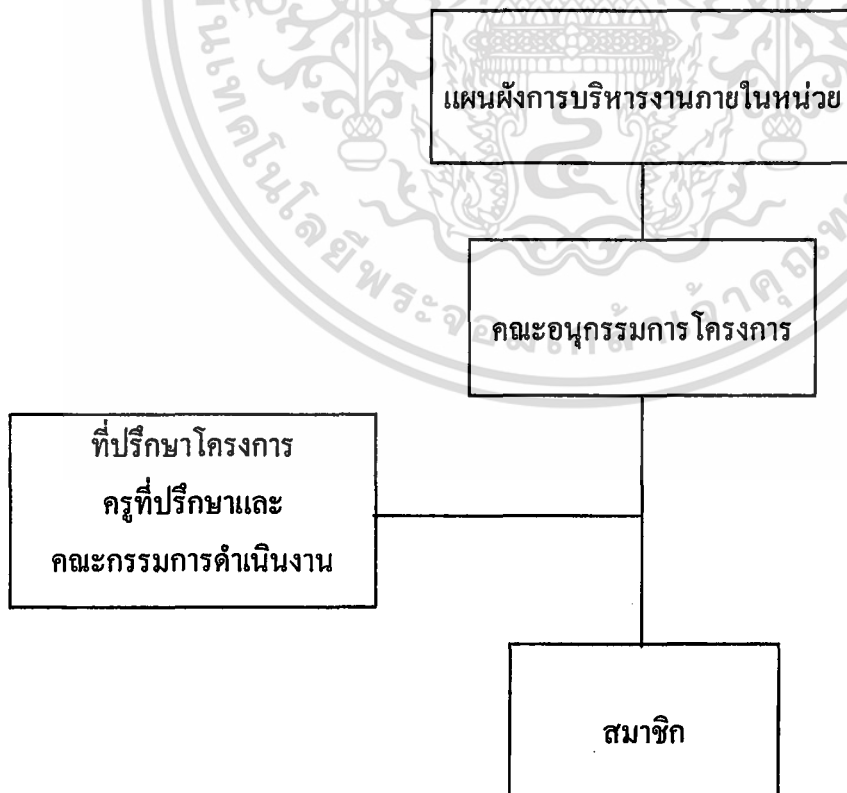 แผนผังการบริหารงานภายในหน่วย
คณะอนุกรรมการโครงการ
ที่ปรึกษาโครงการ
ครูที่ปรึกษาและ
คณะกรรมการดำเนินงาน
สมาชิก